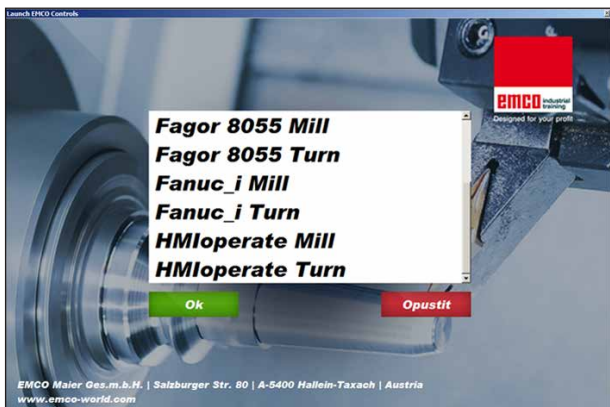 Launch EMCO Controls
emco industrial
training
Designed for your profit
Fagor 8055 Mill
Fagor 8055 Turn
Fanuc_i Mill
Fanuc_i Turn
HMIoperate Mill
HMIoperate Turn
Ok
Opustit
EMCO Maier Ges.m.b.H. | Salzburger Str. 80 | A-5400 Hallein-Taxach | Austria
www.emco-world.com